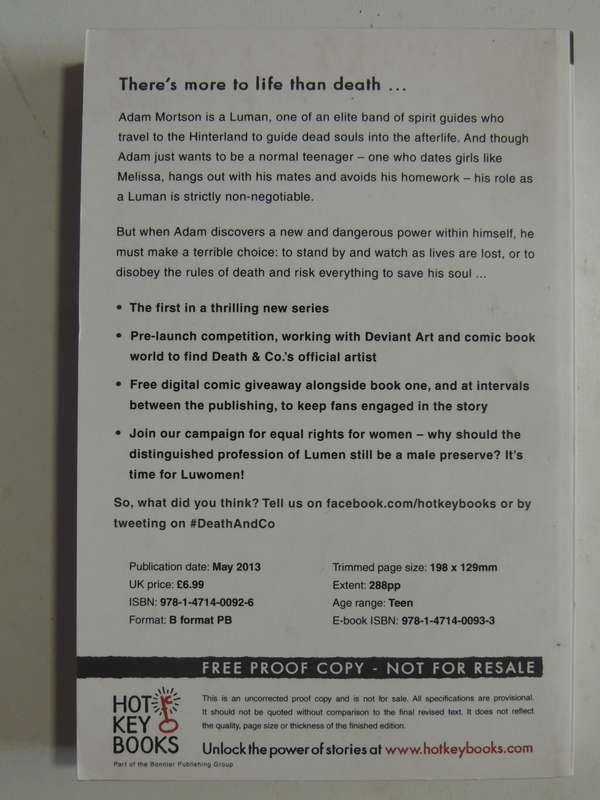 There's more to life than death ...
Adam Mortson is a Luman, one of an elite band of spirit guides who
travel to the Hinterland to guide dead souls into the afterlife. And though
Adam just wants to be a normal teenager – one who dates girls like
Melissa, hangs out with his mates and avoids his homework – his role as
a Luman is strictly non-negotiable.
But when Adam discovers a new and dangerous power within himself, he
must make a terrible choice: to stand by and watch as lives are lost, or to
disobey the rules of death and risk everything to save his soul ...
• The first in a thrilling new series
• Pre-launch competition, working with Deviant Art and comic book
world to find Death & Co.'s official artist
• Free digital comic giveaway alongside book one, and at intervals
between the publishing, to keep fans engaged in the story
• Join our campaign for equal rights for women – why should the
distinguished profession of Lumen still be a male preserve? It's
time for Luwomen!
So, what did you think? Tell us on facebook.com/hotkeybooks or by
tweeting on #DeathAndCo
Publication date: May 2013
UK price: £6.99
ISBN: 978-1-4714-0092-6
Format: B format PB
Trimmed page size: 198 x 129mm
Extent: 288pp
Age range: Teen
E-book ISBN: 978-1-4714-0093-3
FREE PROOF COPY - NOT FOR RESALE
HOT
KEY
BOOKS
Part of the Bonnier Publishing Group
This is an uncorrected proof copy and is not for sale. All specifications are provisional.
It should not be quoted without comparison to the final revised text. It does not reflect
the quality, page size or thickness of the finished edition.
Unlock the power of stories at www.hotkeybooks.com